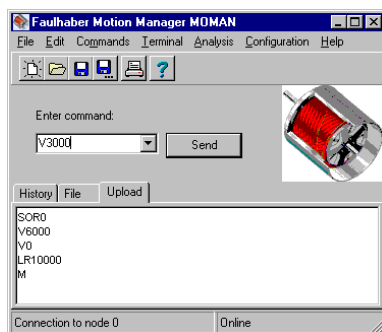 Faulhaber Motion Manager MOMAN
File Edit Commands Terminal Analysis Configuration Help
Enter command:
V3000
Send
History File Upload
SOR0
V6000
V0
LR10000
M
Connection to node 0 Online